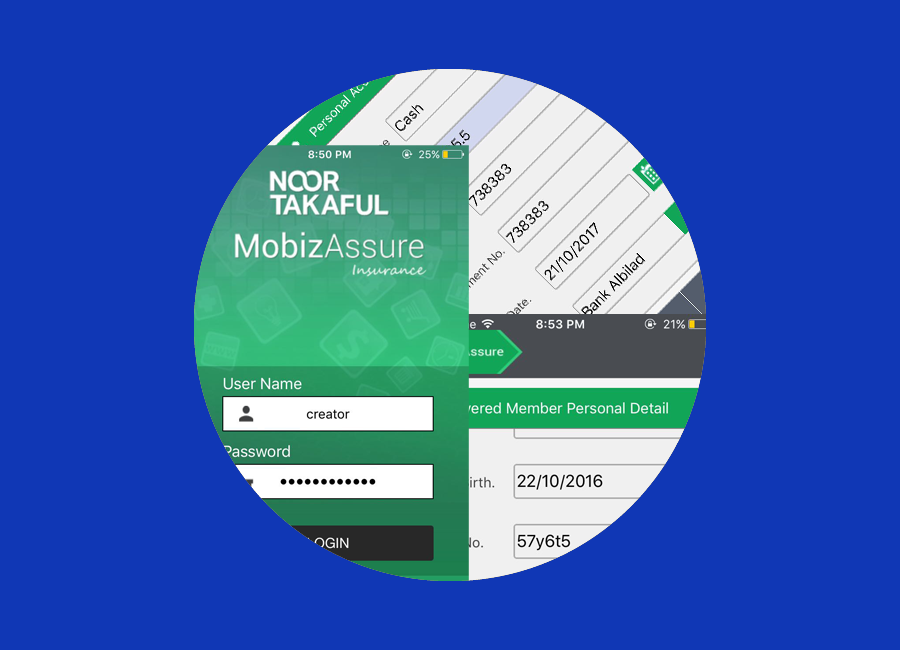 Personal Acc
Cash
5.5
738383
738383
ment No.
21/10/2017
Date.
Bank Albilad
8:50 PM
25%
NOOR
TAKAFUL
MobizAssure
Insurance
User Name
creator
Password
••••••••••••
LOGIN
e
8:53 PM
21%
Assure
vered Member Personal Detail
irth.
22/10/2016
No.
57y6t5